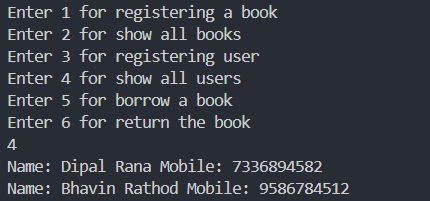 Enter 1 for registering a book
Enter 2 for show all books
Enter 3 for registering user
Enter 4 for show all users
Enter 5 for borrow a book
Enter 6 for return the book
4
Name: Dipal Rana Mobile: 7336894582
Name: Bhavin Rathod Mobile: 9586784512